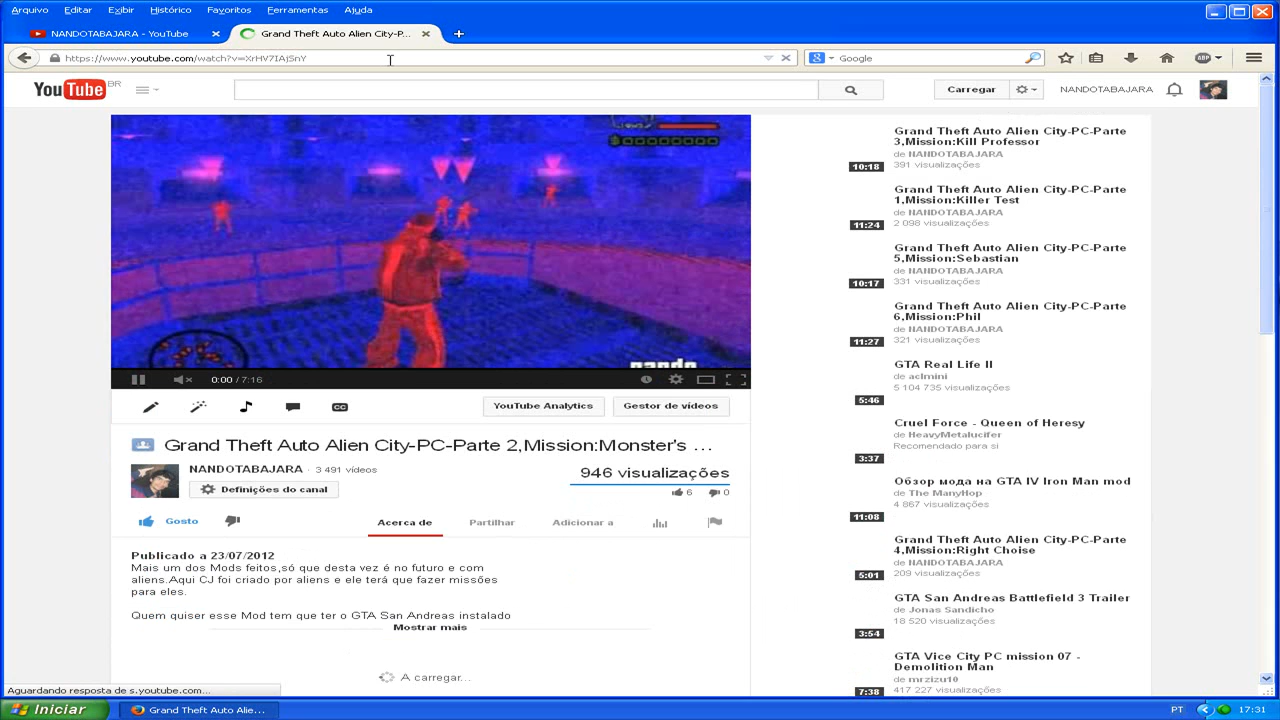 Arquivo Editar Exibir Histórico Favoritos Ferramentas Ajuda
NANDOTABAJARA - YouTube
Grand Theft Auto Alien City-P...
https://www.youtube.com/watch?v=XrHV7IAjSnY
Google
ABP
YouTube BR
Carregar
NANDOTABAJARA
nando
0:00 / 7:16
CC
YouTube Analytics
Gestor de vídeos
Grand Theft Auto Alien City-PC-Parte 2,Mission:Monster's ...
NANDOTABAJARA · 3 491 vídeos
Definições do canal
946 visualizações
6 0
Gosto
Acerca de
Partilhar
Adicionar a
Publicado a 23/07/2012
Mais um dos Mods feitos,só que desta vez é no futuro e com
aliens.Aqui CJ foi criado por aliens e ele terá que fazer missões
para eles.
Quem quiser esse Mod tem que ter o GTA San Andreas instalado
Mostrar mais
A carregar...
Grand Theft Auto Alien City-PC-Parte
3,Mission:Kill Professor
de NANDOTABAJARA
391 visualizações
10:18
Grand Theft Auto Alien City-PC-Parte
1,Mission:Killer Test
de NANDOTABAJARA
2 098 visualizações
11:24
Grand Theft Auto Alien City-PC-Parte
5,Mission:Sebastian
de NANDOTABAJARA
331 visualizações
10:17
Grand Theft Auto Alien City-PC-Parte
6,Mission:Phil
de NANDOTABAJARA
321 visualizações
11:27
GTA Real Life II
de aclmini
5 104 735 visualizações
5:46
Cruel Force - Queen of Heresy
de HeavyMetalucifer
Recomendado para si
3:37
Обзор мода на GTA IV Iron Man mod
de The ManyHop
4 867 visualizações
11:08
Grand Theft Auto Alien City-PC-Parte
4,Mission:Right Choise
de NANDOTABAJARA
209 visualizações
5:01
GTA San Andreas Battlefield 3 Trailer
de Jonas Sandicho
18 520 visualizações
3:54
GTA Vice City PC mission 07 -
Demolition Man
de mrzizu10
417 227 visualizações
7:38
Aguardando resposta de s.youtube.com...
Iniciar
Grand Theft Auto Alie...
PT
17:31